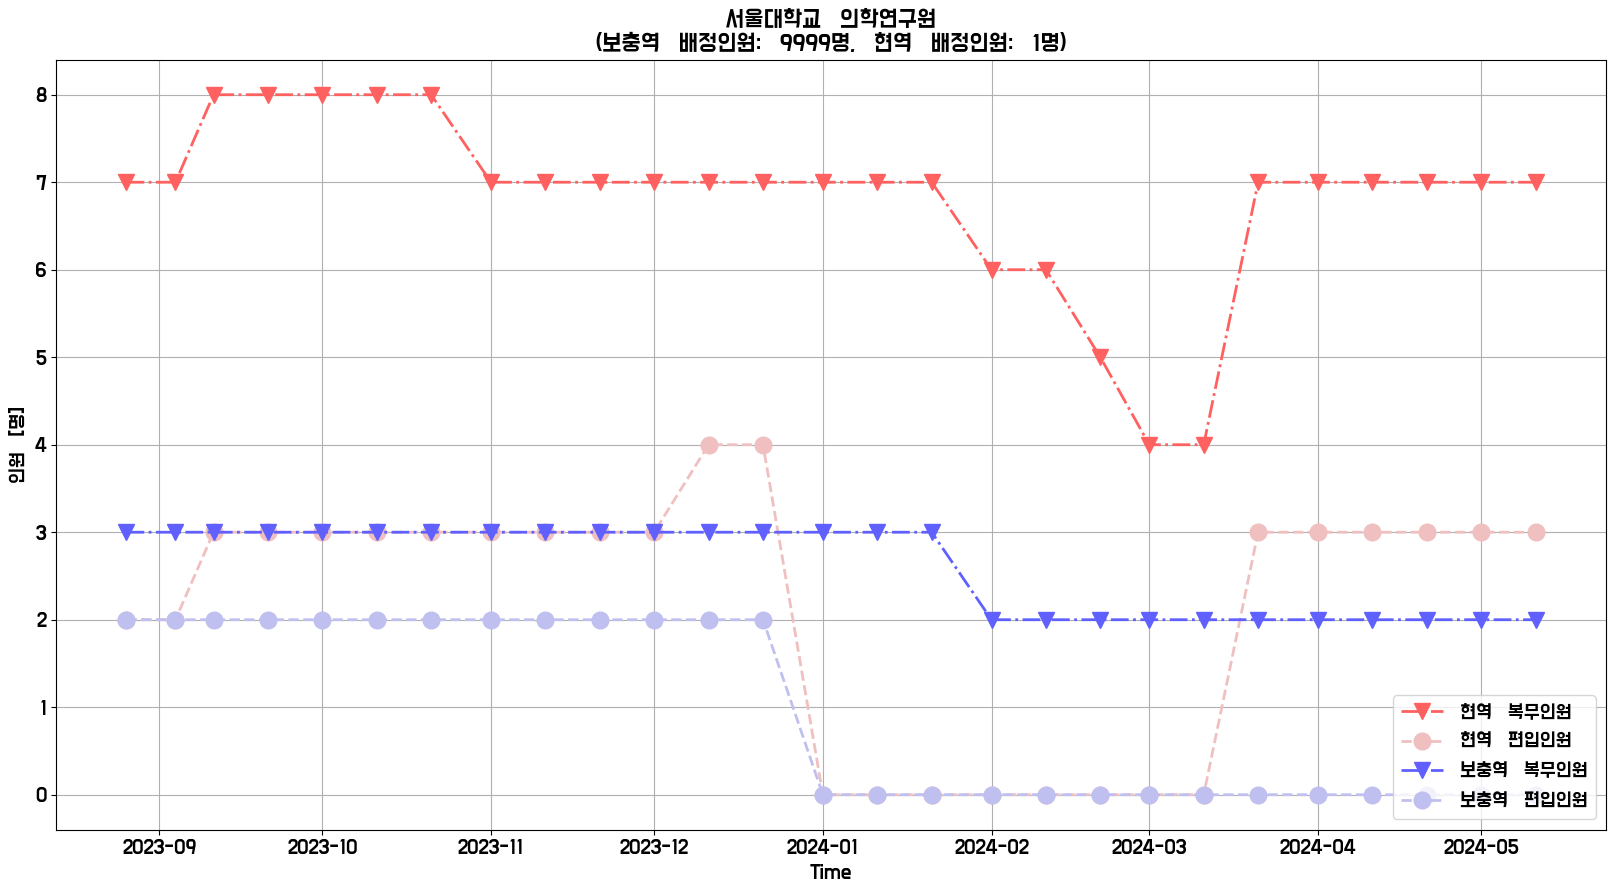 서울대학교 의학연구원
(보충역 배정인원: 9999명, 현역 배정인원: 1명)
8
7
6
5
4
3
2
1
0
인원 [명]
2023-09 2023-10 2023-11 2023-12 2024-01 2024-02 2024-03 2024-04 2024-05
Time
현역 복무인원
현역 편입인원
보충역 복무인원
보충역 편입인원